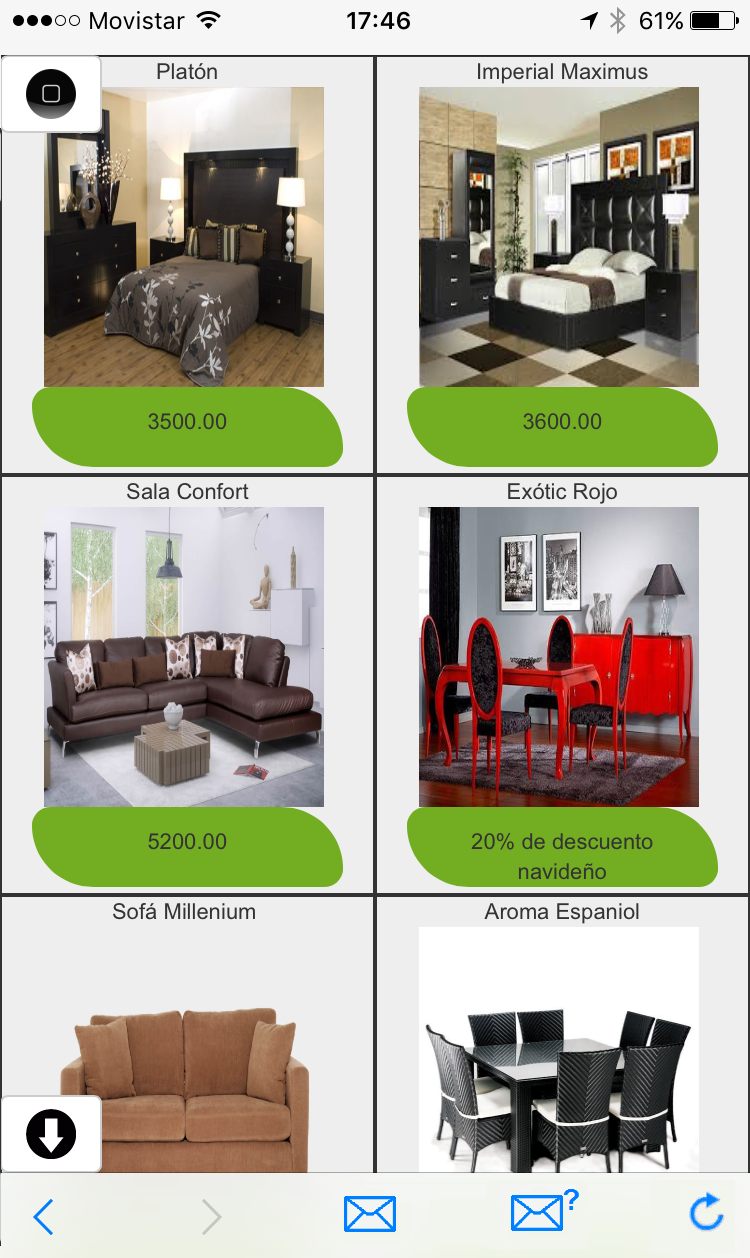 Movistar 17:46 61%
Platón
Imperial Maximus
3500.00
3600.00
Sala Confort
Exótic Rojo
5200.00
20% de descuento
navideño
Sofá Millenium
Aroma Espaniol
?